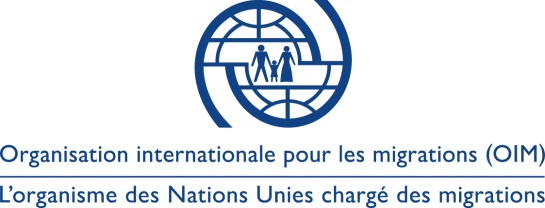 Organisation internationale pour les migrations (OIM)
L'organisme des Nations Unies chargé des migrations